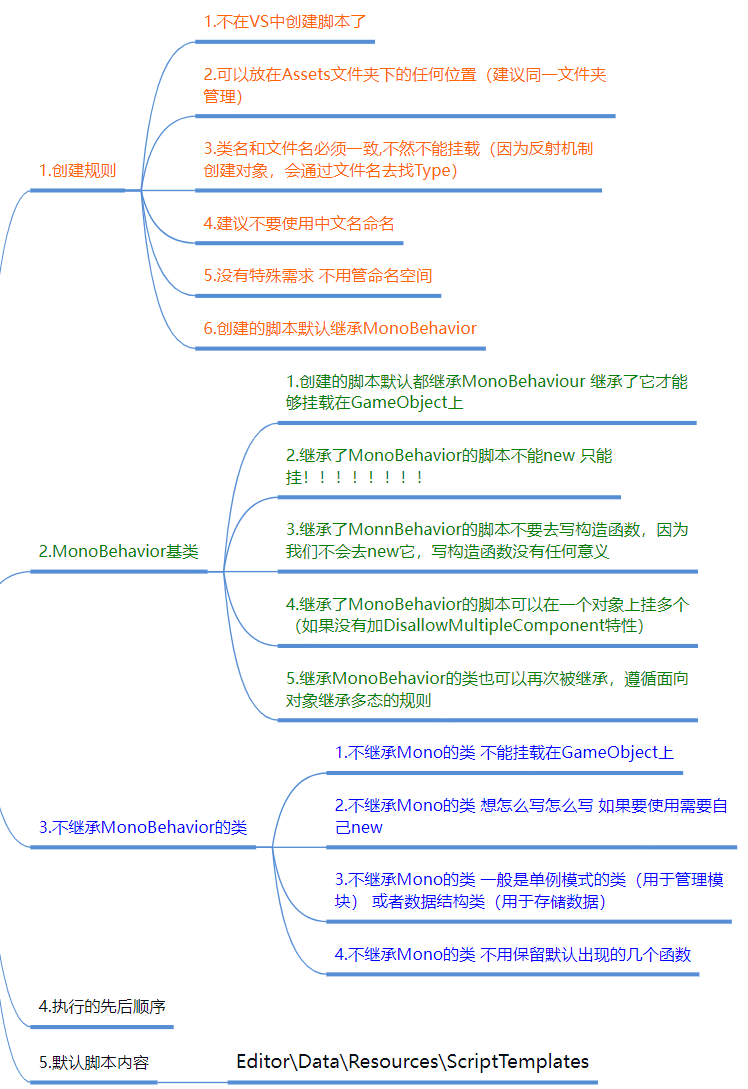 1.创建规则
1.不在VS中创建脚本了
2.可以放在Assets文件夹下的任何位置（建议同一文件夹
管理）
3.类名和文件名必须一致,不然不能挂载（因为反射机制
创建对象，会通过文件名去找Type）
4.建议不要使用中文名命名
5.没有特殊需求 不用管命名空间
6.创建的脚本默认继承MonoBehavior
2.MonoBehavior基类
1.创建的脚本默认都继承MonoBehaviour 继承了它才能
够挂载在GameObject上
2.继承了MonoBehavior的脚本不能new 只能
挂！！！！！！！！
3.继承了MonnBehavior的脚本不要去写构造函数，因为
我们不会去new它，写构造函数没有任何意义
4.继承了MonoBehavior的脚本可以在一个对象上挂多个
（如果没有加DisallowMultipleComponent特性）
5.继承MonoBehavior的类也可以再次被继承，遵循面向
对象继承多态的规则
3.不继承MonoBehavior的类
1.不继承Mono的类 不能挂载在GameObject上
2.不继承Mono的类 想怎么写怎么写 如果要使用需要自
己new
3.不继承Mono的类 一般是单例模式的类（用于管理模
块） 或者数据结构类（用于存储数据）
4.不继承Mono的类 不用保留默认出现的几个函数
4.执行的先后顺序
5.默认脚本内容
Editor\Data\Resources\ScriptTemplates